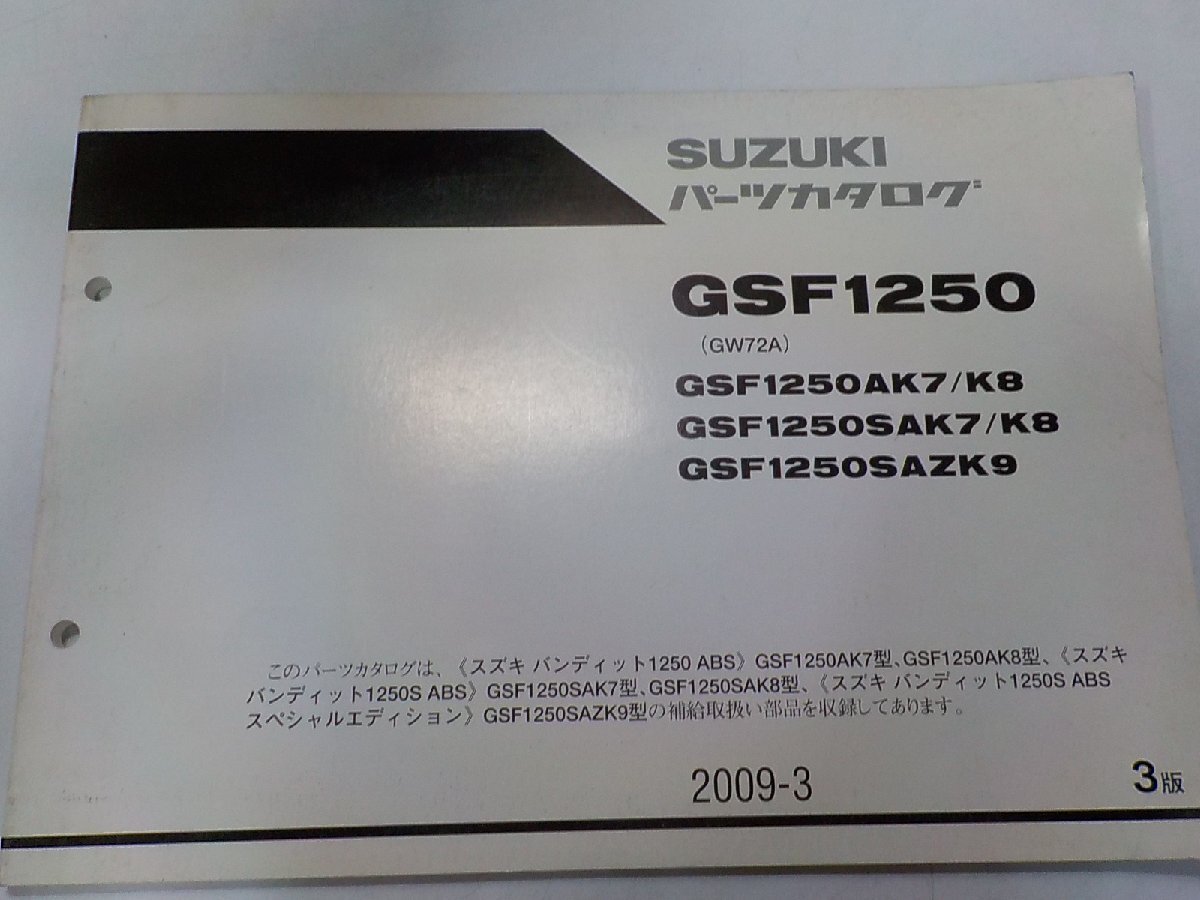 SUZUKI
パーツカタログ
GSF1250
(GW72A)
GSF1250AK7/K8
GSF1250SAK7/K8
GSF1250SAZK9
このパーツカタログは、《スズキ バンディット1250 ABS》GSF1250AK7型、GSF1250AK8型、《スズキ
バンディット1250S ABS》GSF1250SAK7型、GSF1250SAK8型、《スズキ バンディット1250S ABS
スペシャルエディション》GSF1250SAZK9型の補給取扱い部品を収録してあります。
2009-3
3版